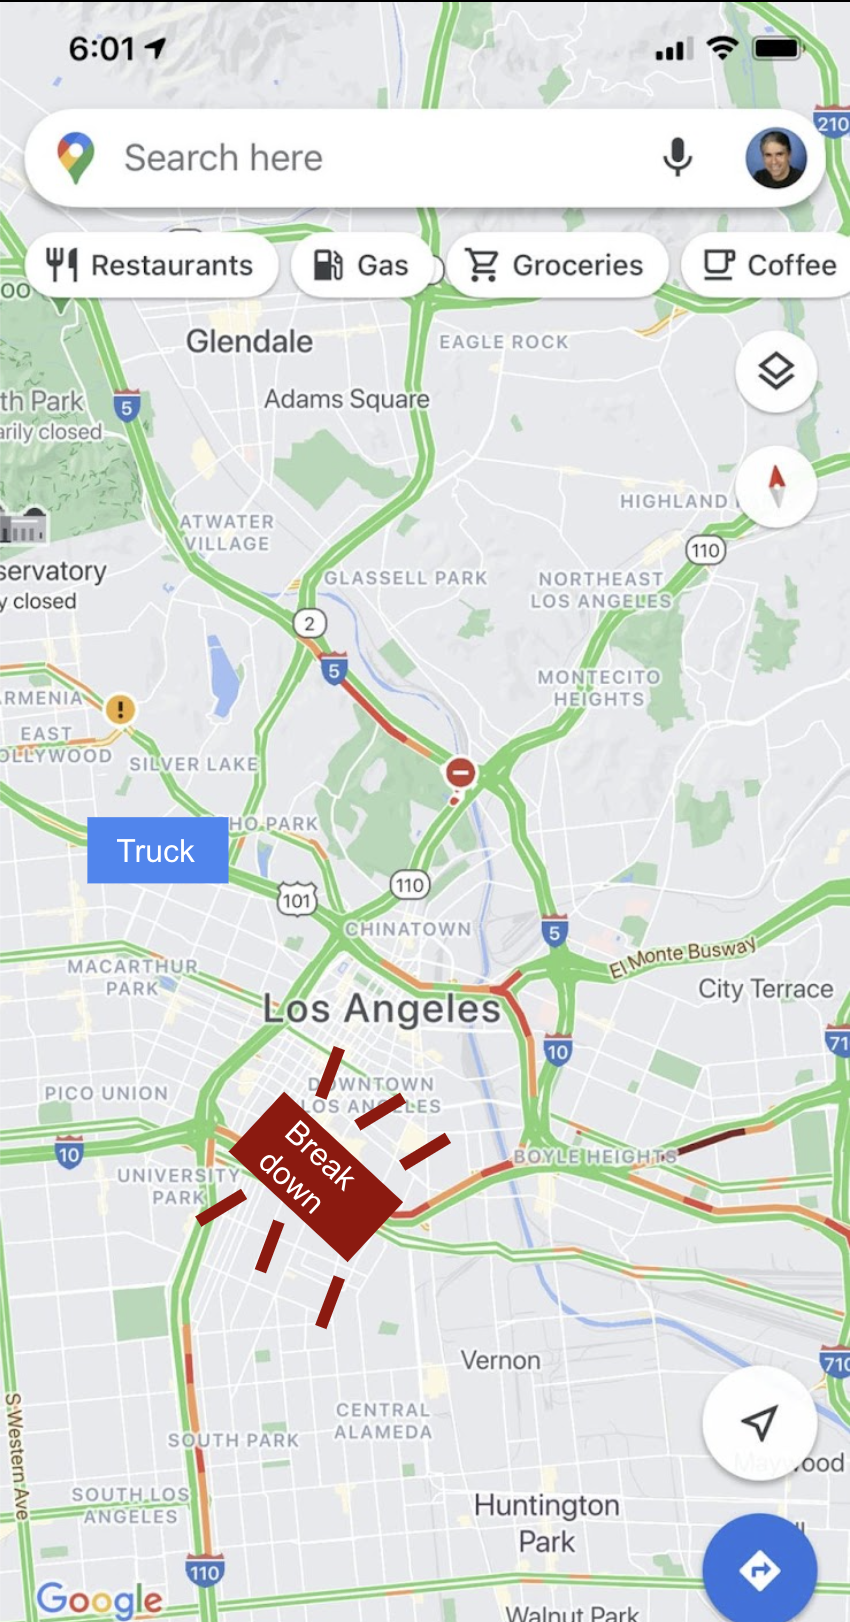 6:01
210
Search here
Restaurants
Gas
Groceries
Coffee
oo
Glendale
EAGLE ROCK
5
th Park
arily closed
Adams Square
HIGHLAND
ATWATER
VILLAGE
110
servatory
y closed
GLASSELL PARK
NORTHEAST
LOS ANGELES
2
5
MONTECITO
HEIGHTS
ARMENIA
!
EAST
OLLYWOOD
SILVER LAKE
HO PARK
Truck
101
110
CHINATOWN
5
El Monte Busway
MACARTHUR
PARK
City Terrace
Los Angeles
10
71
PICO UNION
DOWNTOWN
LOS ANGELES
Break
down
10
BOYLE HEIGHTS
UNIVERSITY
PARK
Vernon
710
S Western Ave
CENTRAL
ALAMEDA
SOUTH PARK
Maywood
SOUTH LOS
ANGELES
Huntington
Park
110
Google
Walnut Park